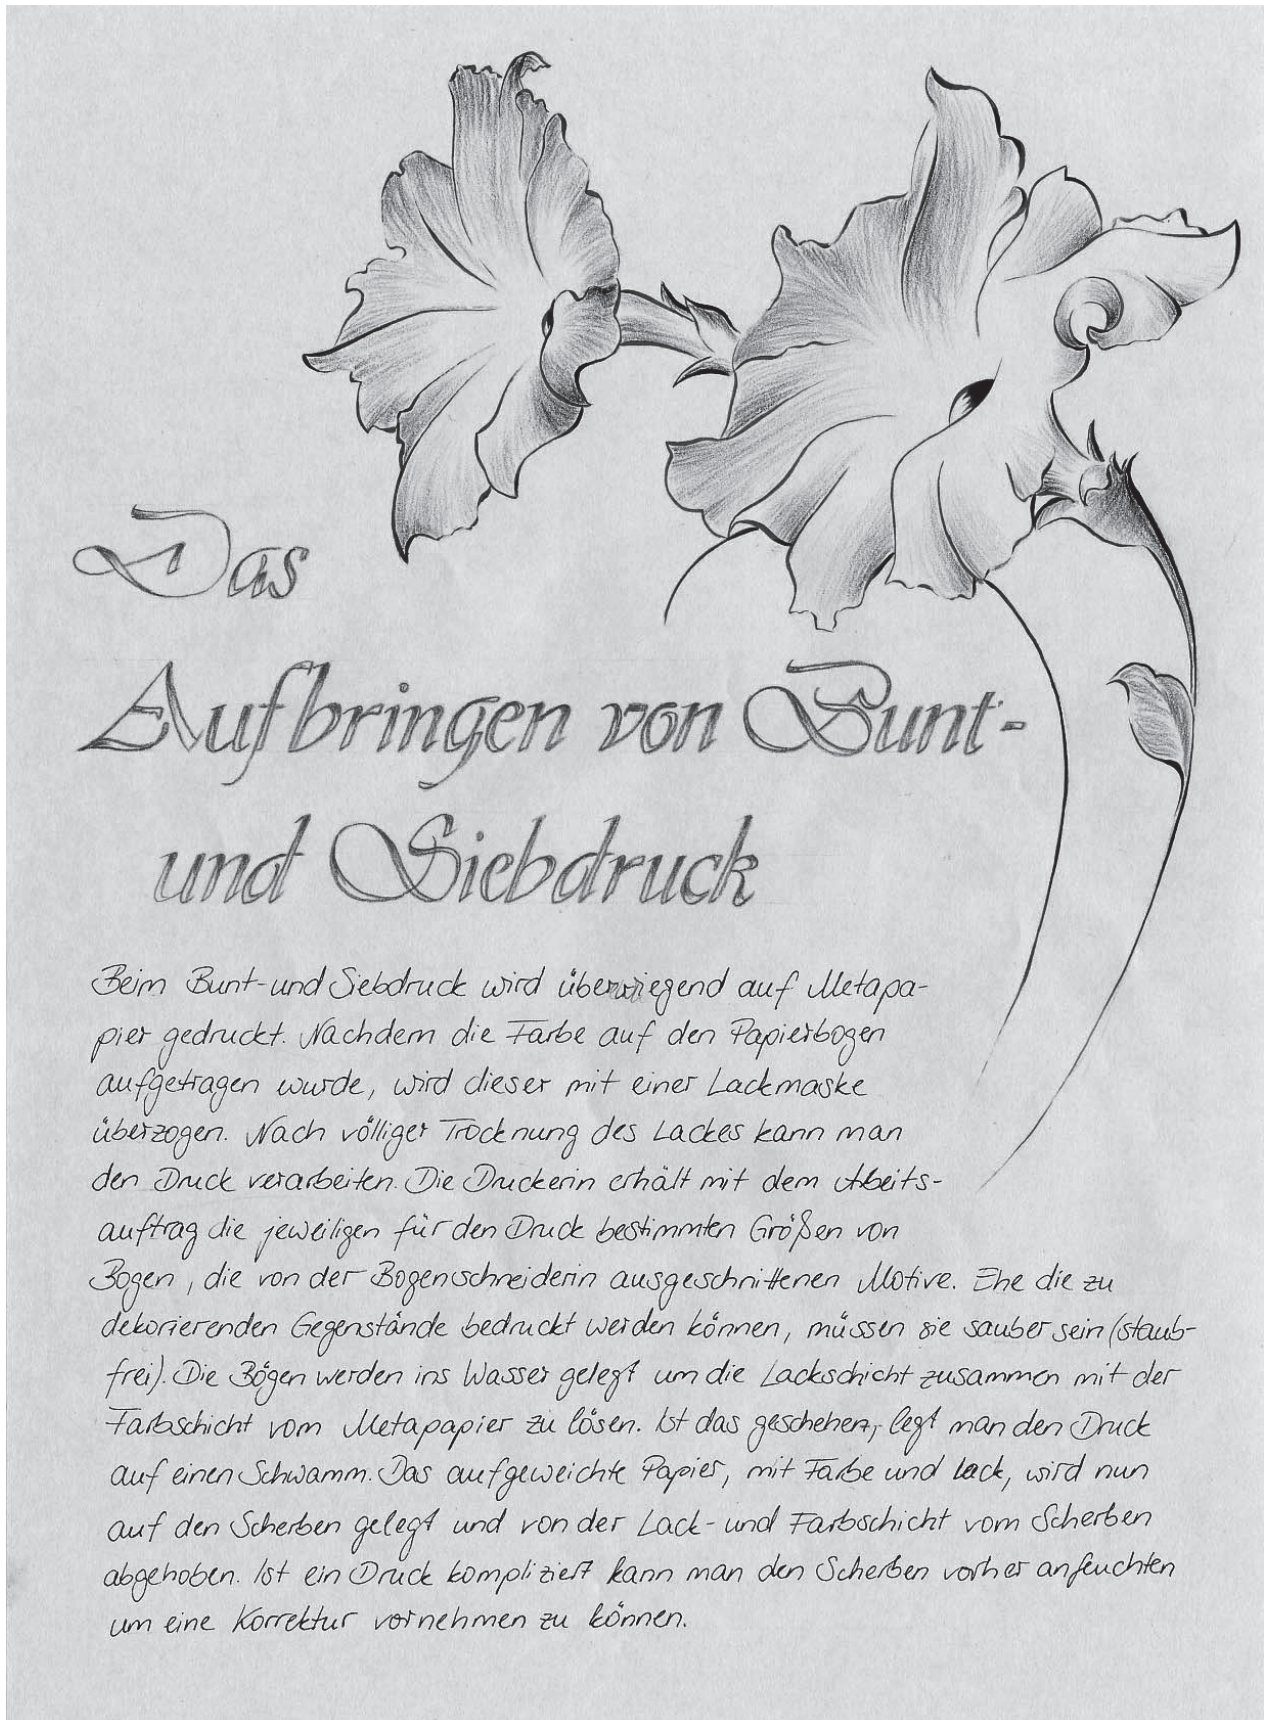 Das
Aufbringen von Bunt-
und Siebdruck
Beim Bunt-und Siebdruck wird überwiegend auf Metapa-
pier gedruckt. Nachdem die Farbe auf den Papierbogen
aufgetragen wurde, wird dieser mit einer Lackmaske
überzogen. Nach völliger Trocknung des Lackes kann man
den Druck verarbeiten. Die Druckerin erhält mit dem Arbeits-
auftrag die jeweiligen für den Druck bestimmten Größen von
Bogen, die von der Bogenschneiderin ausgeschnittenen Motive. Ehe die zu
dekorierenden Gegenstände bedruckt werden können, müssen sie sauber sein (staub-
frei). Die Bögen werden ins Wasser gelegt um die Lackschicht zusammen mit der
Farbschicht vom Metapapier zu lösen. Ist das geschehen, legt man den Druck
auf einen Schwamm. Das aufgeweichte Papier, mit Farbe und Lack, wird nun
auf den Scherben gelegt und von der Lack- und Farbschicht vom Scherben
abgehoben. Ist ein Druck kompliziert kann man den Scherben vorher anfeuchten
um eine Korrektur vornehmen zu können.